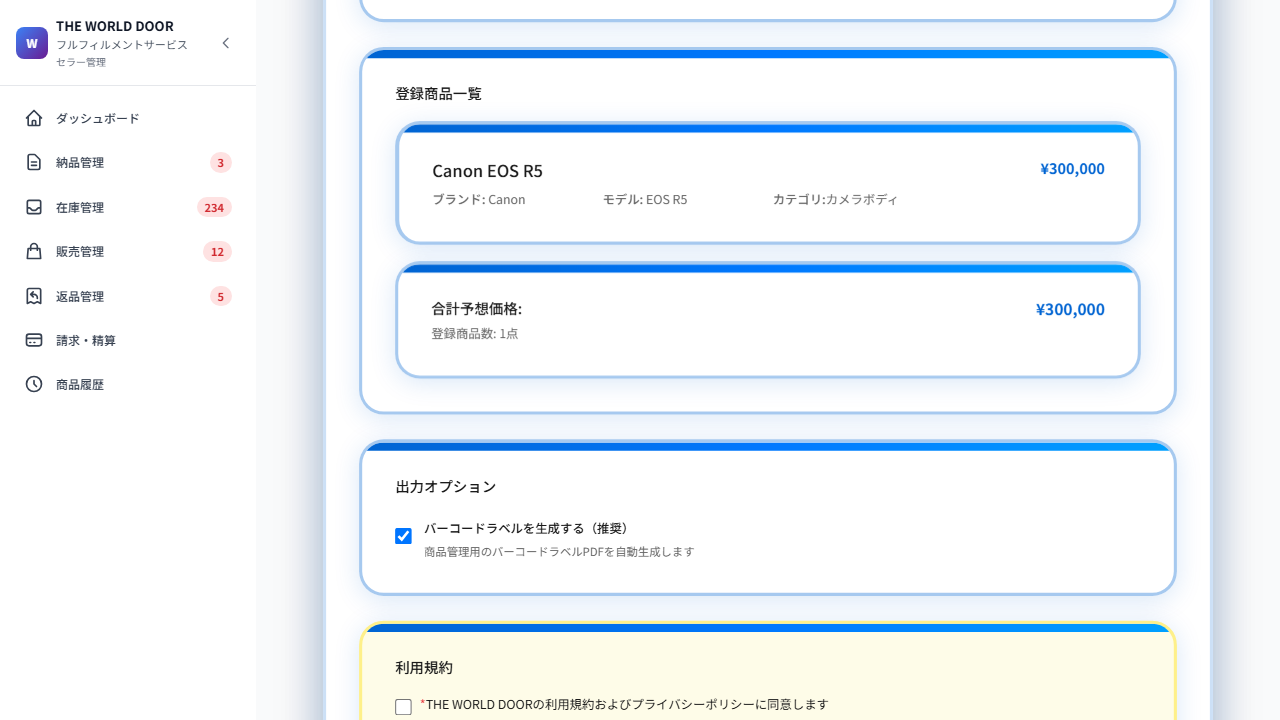 W
THE WORLD DOOR
フルフィルメントサービス
セラー管理
ダッシュボード
納品管理 3
在庫管理 234
販売管理 12
返品管理 5
請求・精算
商品履歴
登録商品一覧
Canon EOS R5 ¥300,000
ブランド: Canon モデル: EOS R5 カテゴリ:カメラボディ
合計予想価格: ¥300,000
登録商品数: 1点
出力オプション
バーコードラベルを生成する（推奨）
商品管理用のバーコードラベルPDFを自動生成します
利用規約
*THE WORLD DOORの利用規約およびプライバシーポリシーに同意します